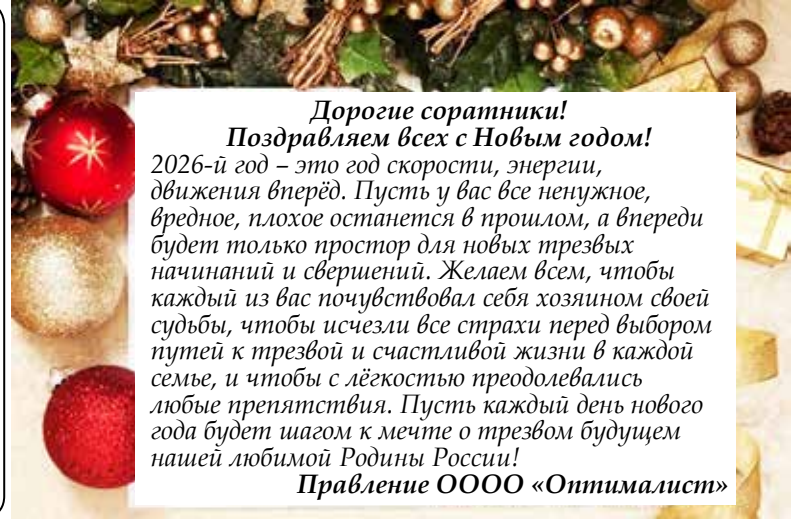 Дорогие соратники!
Поздравляем всех с Новым годом!
2026-й год – это год скорости, энергии,
движения вперёд. Пусть у вас все ненужное,
вредное, плохое останется в прошлом, а впереди
будет только простор для новых трезвых
начинаний и свершений. Желаем всем, чтобы
каждый из вас почувствовал себя хозяином своей
судьбы, чтобы исчезли все страхи перед выбором
путей к трезвой и счастливой жизни в каждой
семье, и чтобы с лёгкостью преодолевались
любые препятствия. Пусть каждый день нового
года будет шагом к мечте о трезвом будущем
нашей любимой Родины России!
Правление ОООО «Оптималист»